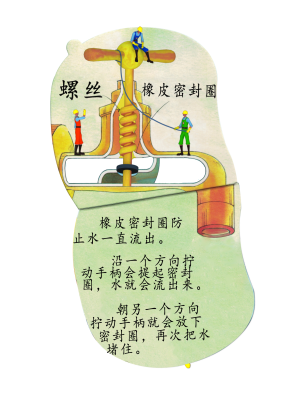 螺丝 橡皮密封圈
橡皮密封圈防
止水一直流出。
沿一个方向拧
动手柄会提起密封
圈，水就会流出来。
朝另一个方向
拧动手柄就会放下
密封圈，再次把水
堵住。